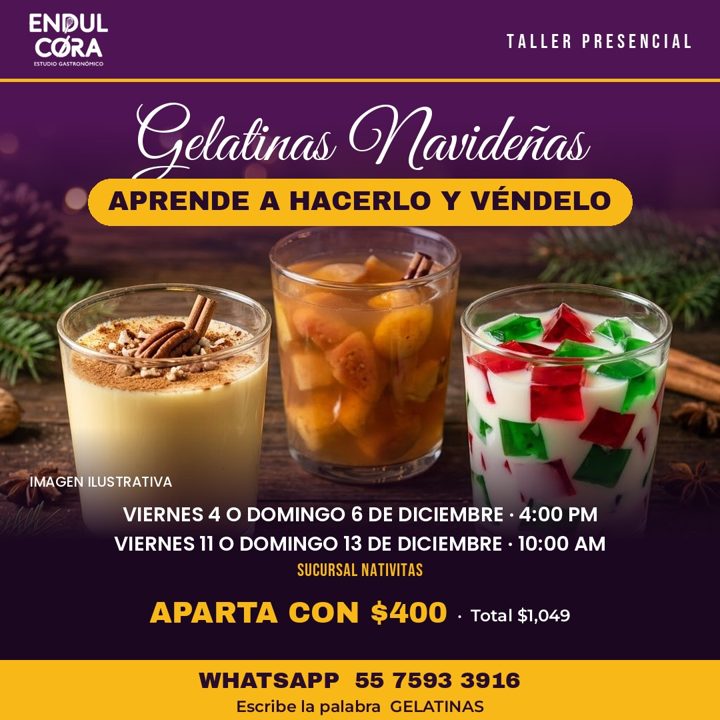 ENDUL
CØRA
ESTUDIO GASTRONÓMICO
TALLER PRESENCIAL
Gelatinas Navideñas
APRENDE A HACERLO Y VÉNDELO
IMAGEN ILUSTRATIVA
VIERNES 4 O DOMINGO 6 DE DICIEMBRE · 4:00 PM
VIERNES 11 O DOMINGO 13 DE DICIEMBRE · 10:00 AM
SUCURSAL NATIVITAS
APARTA CON $400 · Total $1,049
WHATSAPP 55 7593 3916
Escribe la palabra GELATINAS